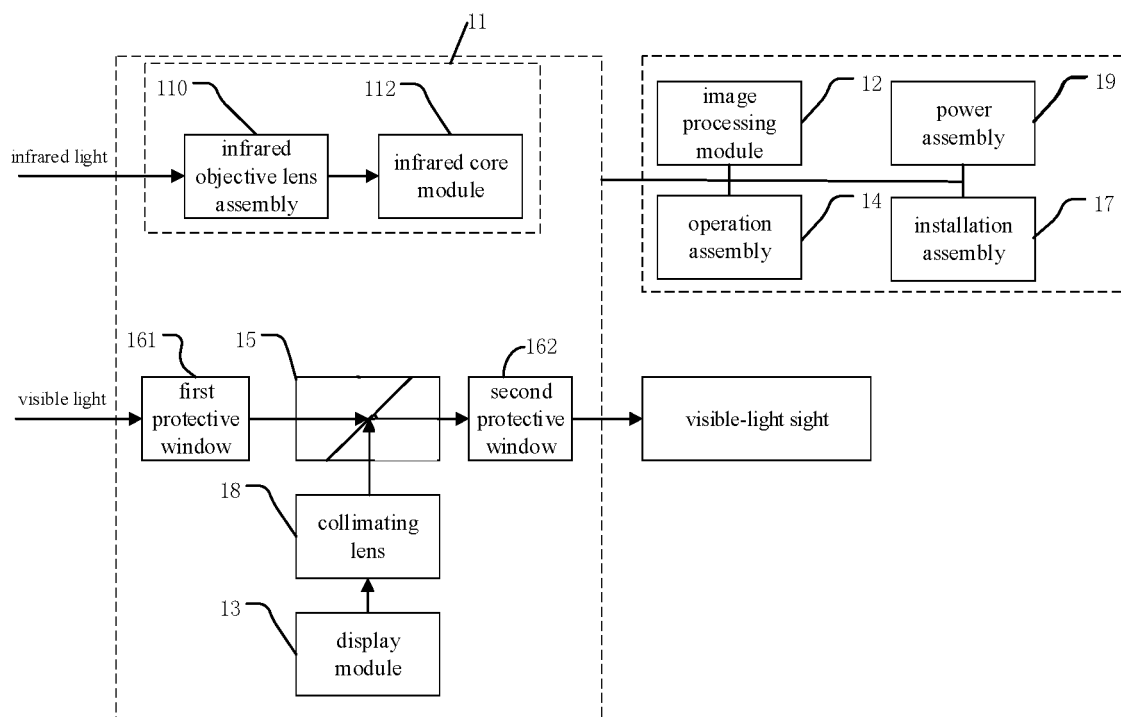 11
110
112
12
19
infrared light
infrared
objective lens
assembly
infrared core
module
image
processing
module
power
assembly
14
17
operation
assembly
installation
assembly
161
15
162
visible light
first
protective
window
second
protective
window
visible-light sight
18
collimating
lens
13
display
module